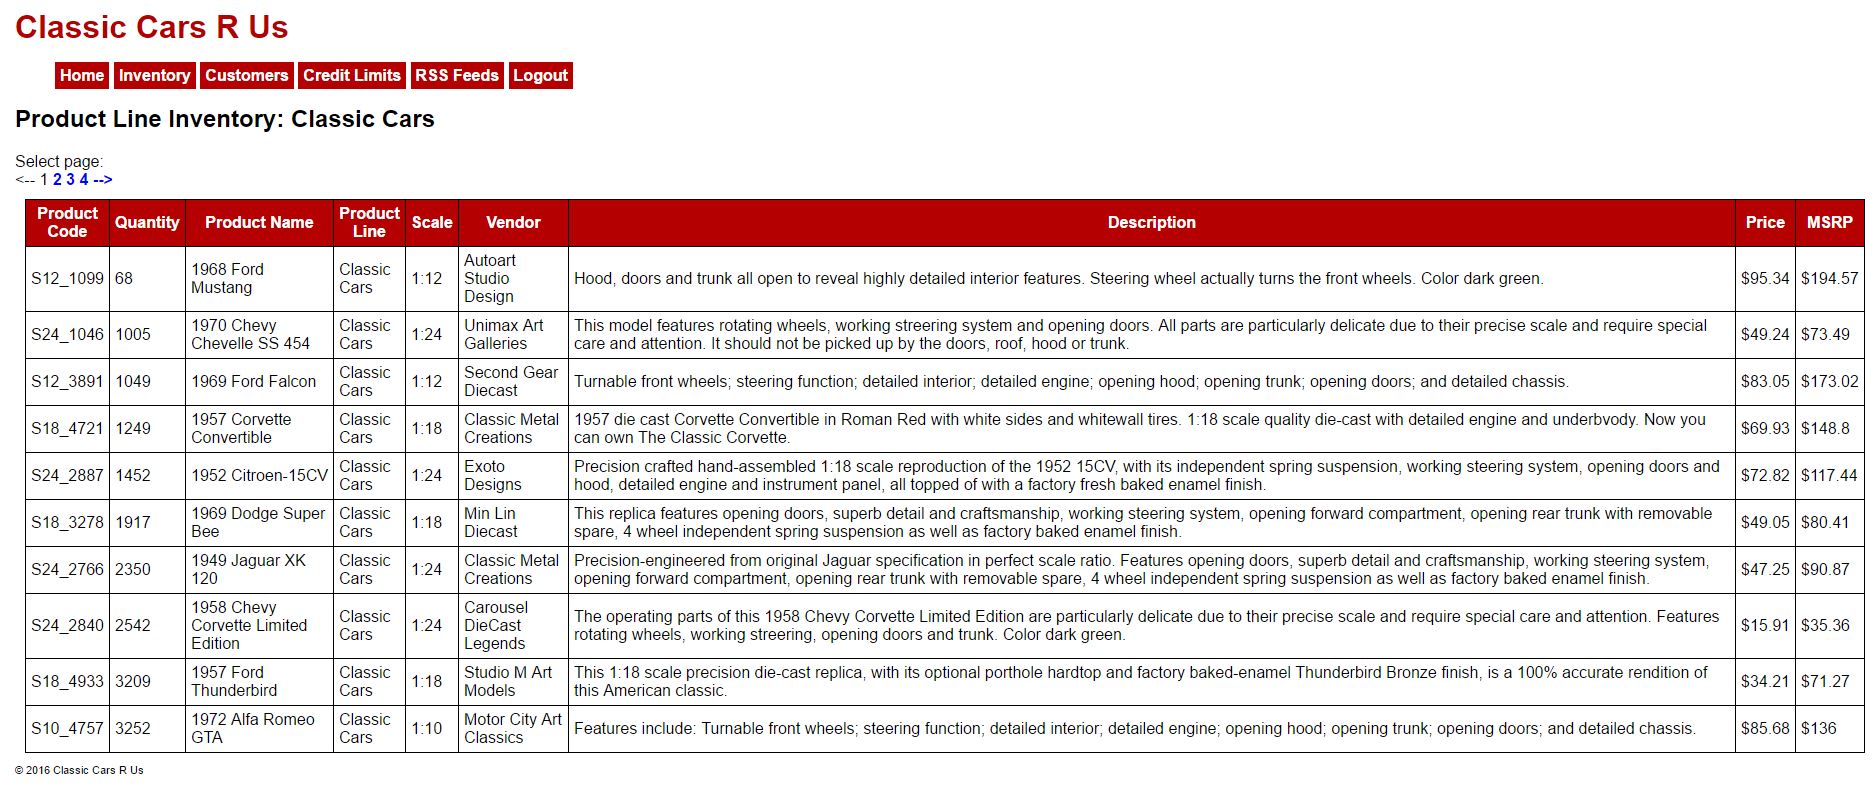 Classic Cars R Us
Home Inventory Customers Credit Limits RSS Feeds Logout
Product Line Inventory: Classic Cars
Select page:
<-- 1 2 3 4 -->
Product Code Quantity Product Name Product Line Scale Vendor Description Price MSRP
S12_1099 68 1968 Ford Mustang Classic Cars 1:12 Autoart Studio Design Hood, doors and trunk all open to reveal highly detailed interior features. Steering wheel actually turns the front wheels. Color dark green. $95.34 $194.57
S24_1046 1005 1970 Chevy Chevelle SS 454 Classic Cars 1:24 Unimax Art Galleries This model features rotating wheels, working streering system and opening doors. All parts are particularly delicate due to their precise scale and require special care and attention. It should not be picked up by the doors, roof, hood or trunk. $49.24 $73.49
S12_3891 1049 1969 Ford Falcon Classic Cars 1:12 Second Gear Diecast Turnable front wheels; steering function; detailed interior; detailed engine; opening hood; opening trunk; opening doors; and detailed chassis. $83.05 $173.02
S18_4721 1249 1957 Corvette Convertible Classic Cars 1:18 Classic Metal Creations 1957 die cast Corvette Convertible in Roman Red with white sides and whitewall tires. 1:18 scale quality die-cast with detailed engine and underbvody. Now you can own The Classic Corvette. $69.93 $148.8
S24_2887 1452 1952 Citroen-15CV Classic Cars 1:24 Exoto Designs Precision crafted hand-assembled 1:18 scale reproduction of the 1952 15CV, with its independent spring suspension, working steering system, opening doors and hood, detailed engine and instrument panel, all topped of with a factory fresh baked enamel finish. $72.82 $117.44
S18_3278 1917 1969 Dodge Super Bee Classic Cars 1:18 Min Lin Diecast This replica features opening doors, superb detail and craftsmanship, working steering system, opening forward compartment, opening rear trunk with removable spare, 4 wheel independent spring suspension as well as factory baked enamel finish. $49.05 $80.41
S24_2766 2350 1949 Jaguar XK 120 Classic Cars 1:24 Classic Metal Creations Precision-engineered from original Jaguar specification in perfect scale ratio. Features opening doors, superb detail and craftsmanship, working steering system, opening forward compartment, opening rear trunk with removable spare, 4 wheel independent spring suspension as well as factory baked enamel finish. $47.25 $90.87
S24_2840 2542 1958 Chevy Corvette Limited Edition Classic Cars 1:24 Carousel DieCast Legends The operating parts of this 1958 Chevy Corvette Limited Edition are particularly delicate due to their precise scale and require special care and attention. Features rotating wheels, working streering, opening doors and trunk. Color dark green. $15.91 $35.36
S18_4933 3209 1957 Ford Thunderbird Classic Cars 1:18 Studio M Art Models This 1:18 scale precision die-cast replica, with its optional porthole hardtop and factory baked-enamel Thunderbird Bronze finish, is a 100% accurate rendition of this American classic. $34.21 $71.27
S10_4757 3252 1972 Alfa Romeo GTA Classic Cars 1:10 Motor City Art Classics Features include: Turnable front wheels; steering function; detailed interior; detailed engine; opening hood; opening trunk; opening doors; and detailed chassis. $85.68 $136
© 2016 Classic Cars R Us